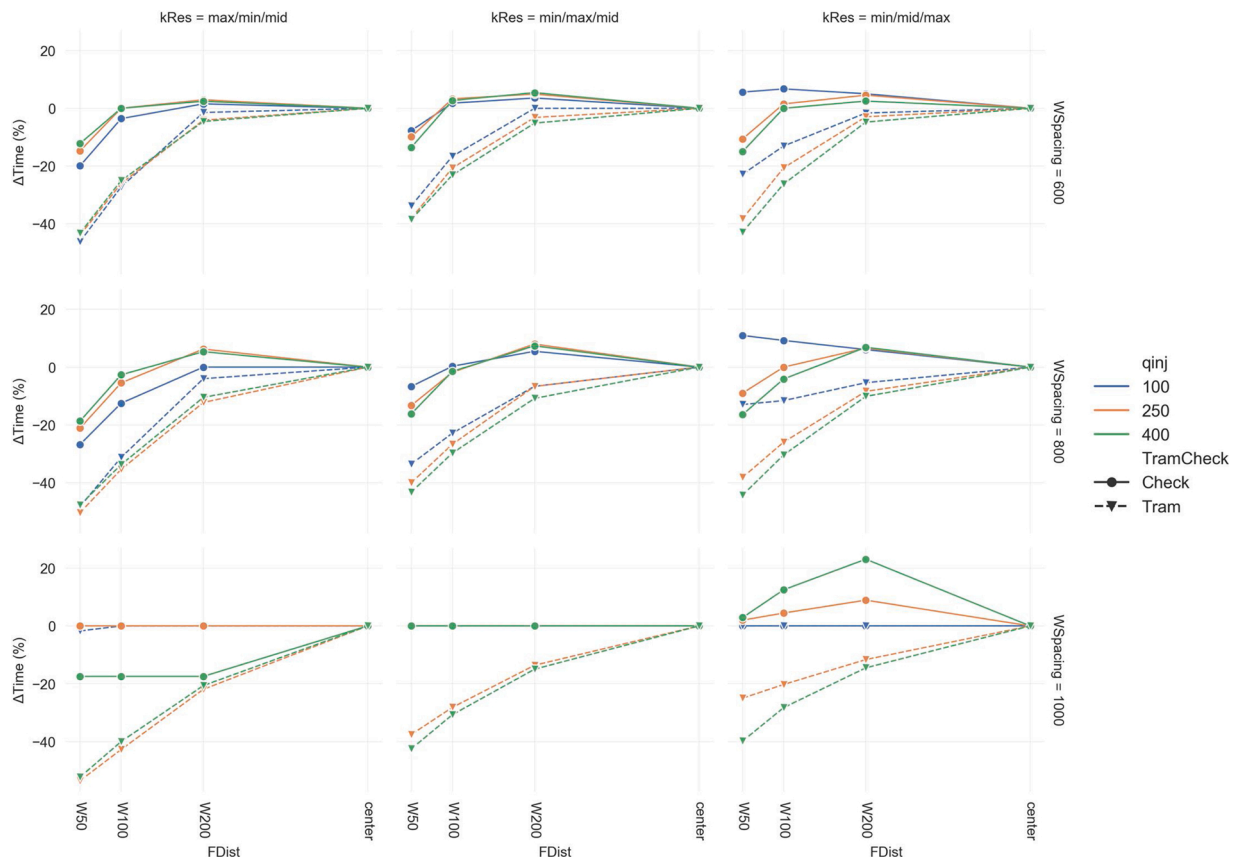 kRes = max/min/mid
kRes = min/max/mid
kRes = min/mid/max
20
0
−20
−40
ΔTime (%)
WSpacing = 600
20
0
−20
−40
ΔTime (%)
WSpacing = 800
20
0
−20
−40
ΔTime (%)
WSpacing = 1000
W50
W100
W200
center
W50
W100
W200
center
W50
W100
W200
center
FDist
FDist
FDist
qinj
100
250
400
TramCheck
Check
Tram